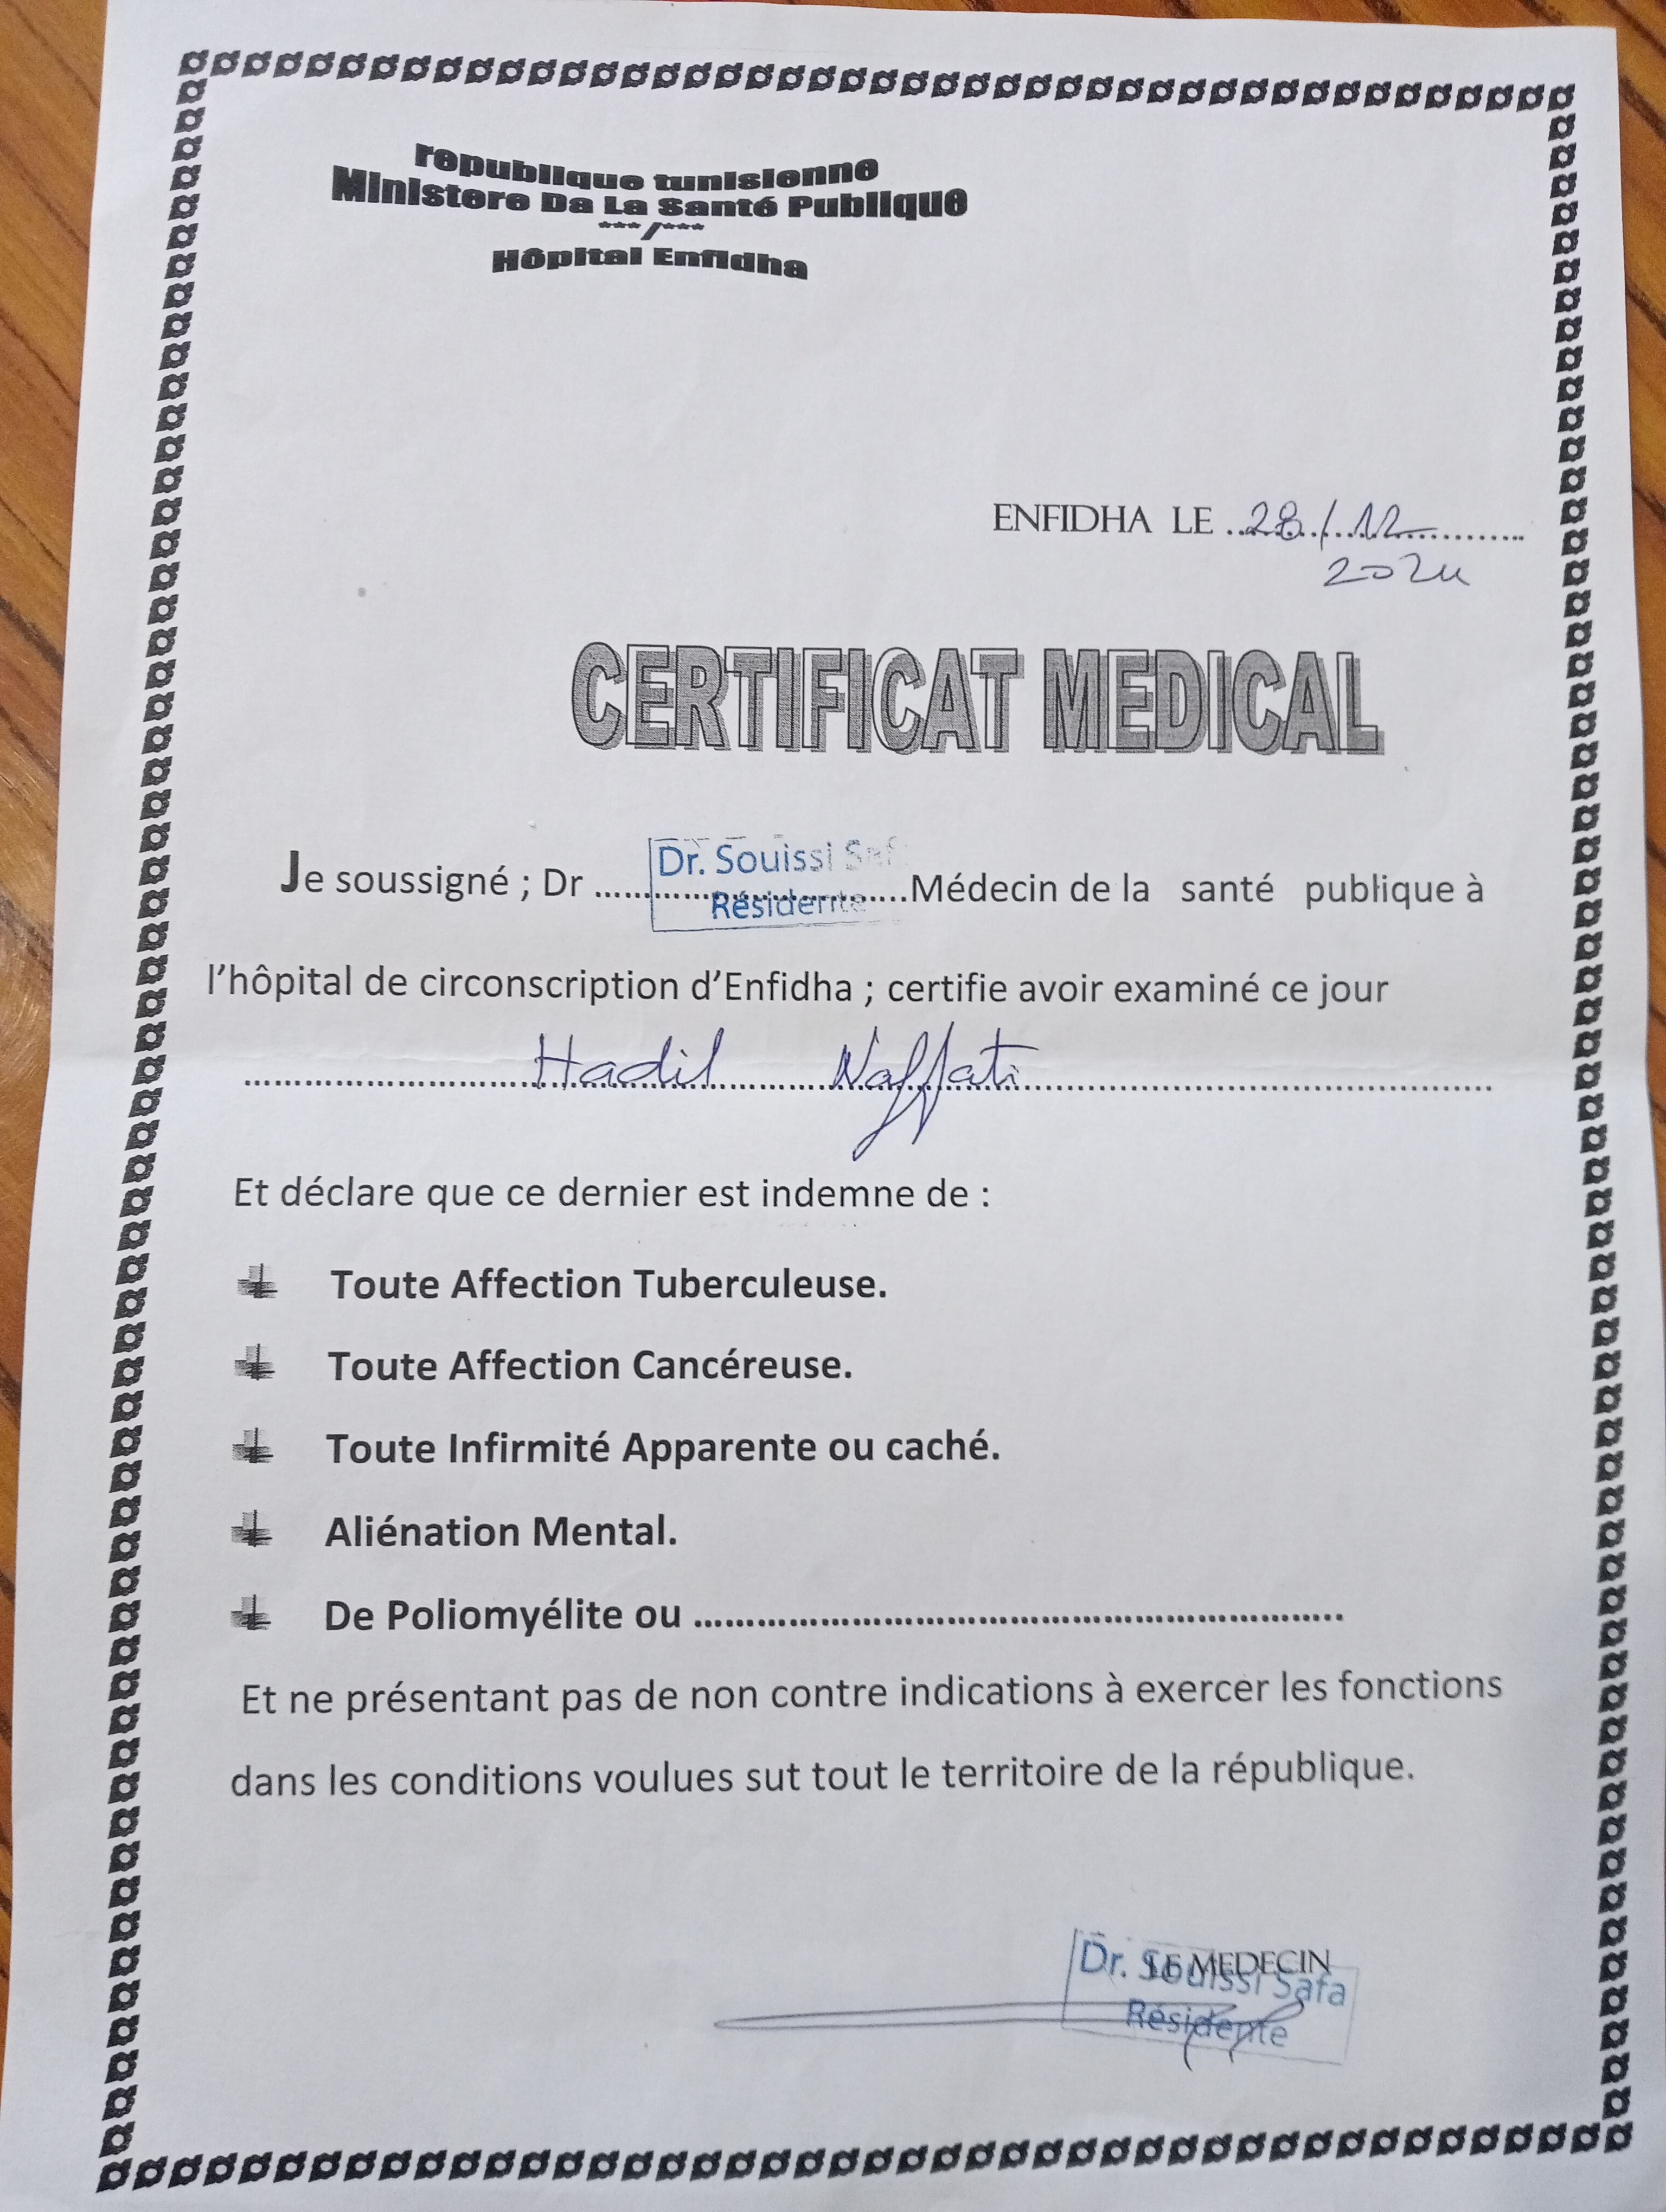 republique tunisienne
Ministere Da La Santé Publique
***/***
Hôpital Enfidha
ENFIDHA LE ..28./.12...........
2024
CERTIFICAT MEDICAL
Je soussigné ; Dr ..............................Médecin de la santé publique à
Dr. Souissi Saf
Résidente
l'hôpital de circonscription d'Enfidha ; certifie avoir examiné ce jour
Hadil Naffati
Et déclare que ce dernier est indemne de :
Toute Affection Tuberculeuse.
Toute Affection Cancéreuse.
Toute Infirmité Apparente ou caché.
Aliénation Mental.
De Poliomyélite ou ..............................................................
Et ne présentant pas de non contre indications à exercer les fonctions
dans les conditions voulues sut tout le territoire de la république.
LE MEDECIN
Dr. Souissi Safa
Résidente